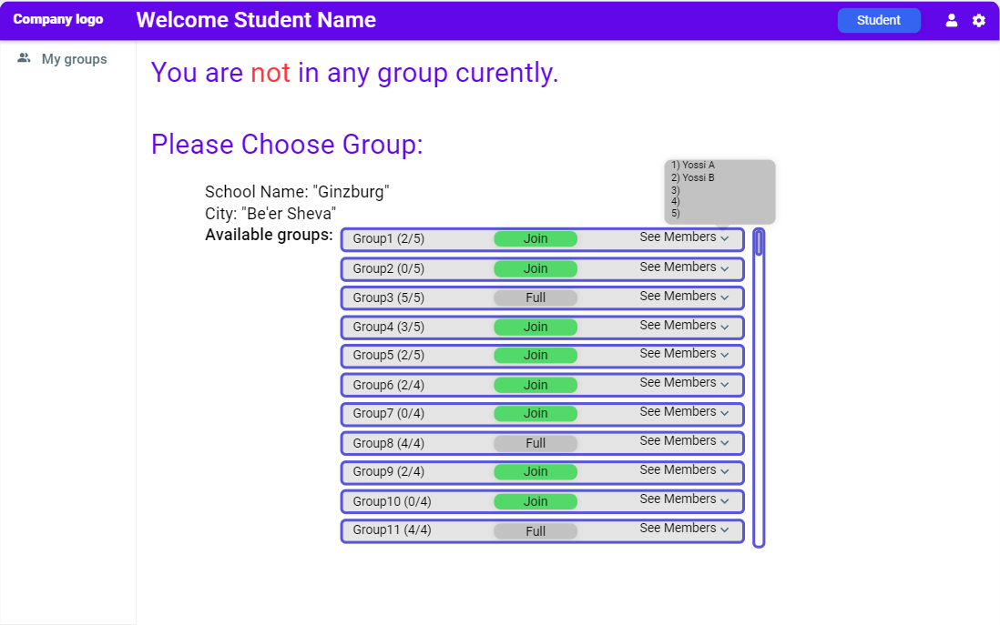 Company logo
Welcome Student Name
Student
My groups
You are not in any group curently.
Please Choose Group:
1) Yossi A
2) Yossi B
3)
4)
5)
School Name: "Ginzburg"
City: "Be'er Sheva"
Available groups:
Group1 (2/5) Join See Members
Group2 (0/5) Join See Members
Group3 (5/5) Full See Members
Group4 (3/5) Join See Members
Group5 (2/5) Join See Members
Group6 (2/4) Join See Members
Group7 (0/4) Join See Members
Group8 (4/4) Full See Members
Group9 (2/4) Join See Members
Group10 (0/4) Join See Members
Group11 (4/4) Full See Members